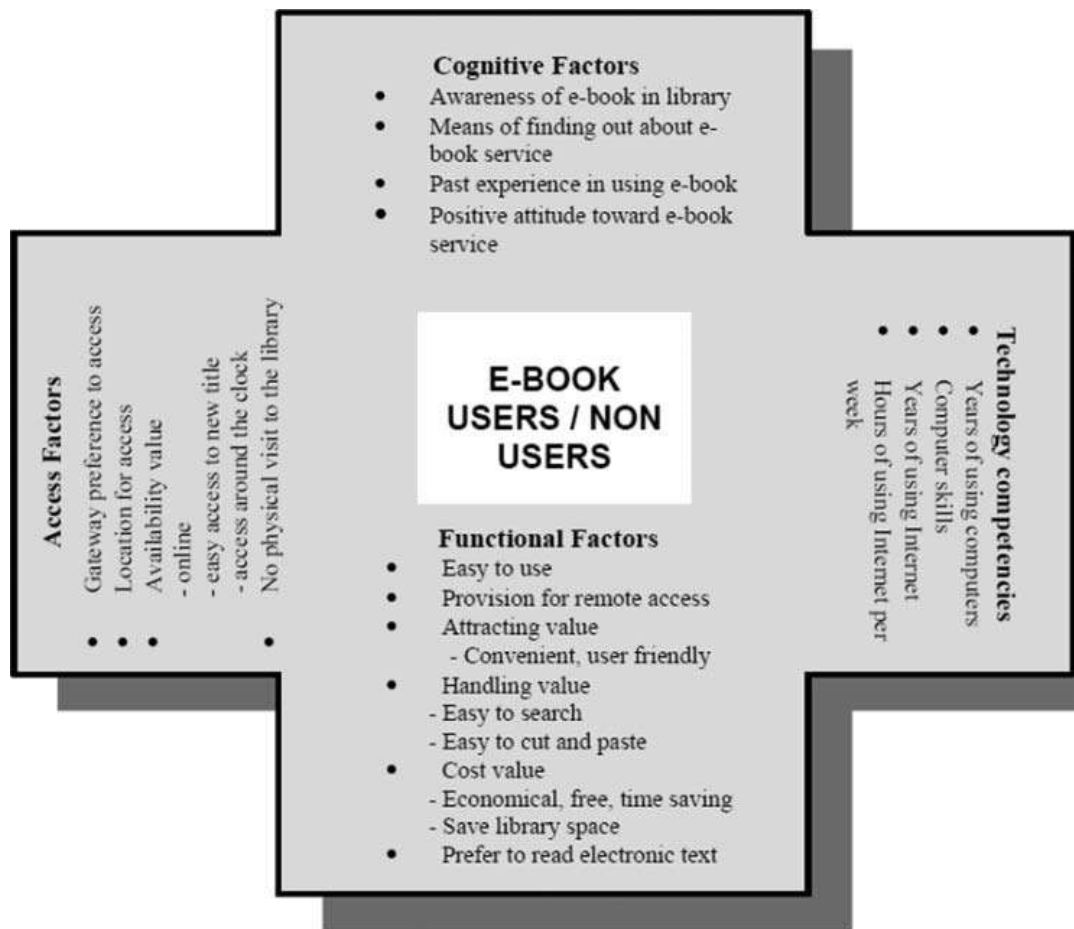 Cognitive Factors
• Awareness of e-book in library
• Means of finding out about e-
book service
• Past experience in using e-book
• Positive attitude toward e-book
service
Access Factors
• Gateway preference to access
• Location for access
• Availability value
- online
- easy access to new title
- access around the clock
• No physical visit to the library
E-BOOK
USERS / NON
USERS
Technology competencies
• Years of using computers
• Computer skills
• Years of using Internet
• Hours of using Internet per
week
Functional Factors
• Easy to use
• Provision for remote access
• Attracting value
- Convenient, user friendly
• Handling value
- Easy to search
- Easy to cut and paste
• Cost value
- Economical, free, time saving
- Save library space
• Prefer to read electronic text